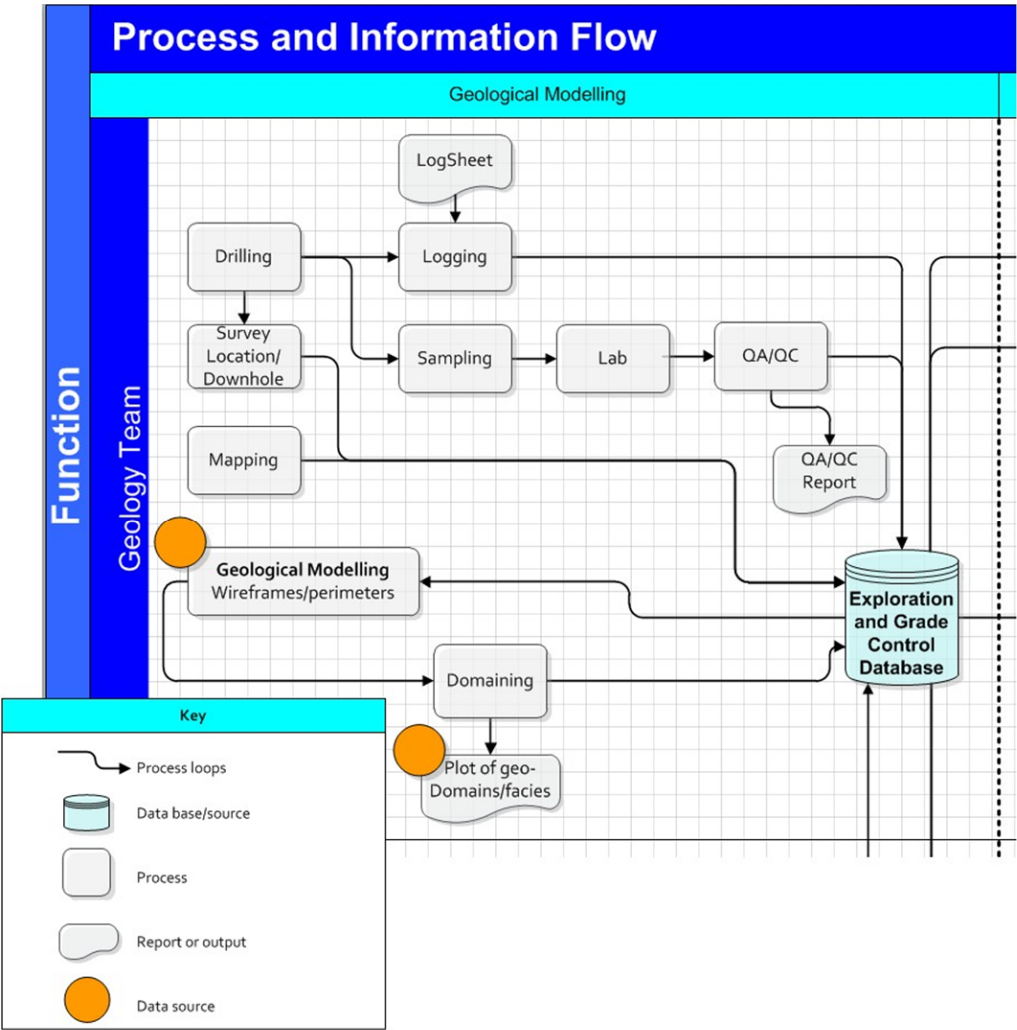 Process and Information Flow
Geological Modelling
Function
Geology Team
LogSheet
Drilling
Logging
Survey
Location/
Downhole
Sampling
Lab
QA/QC
Mapping
QA/QC
Report
Geological Modelling
Wireframes/perimeters
Exploration
and Grade
Control
Database
Domaining
Plot of geo-
Domains/facies
Key
Process loops
Data base/source
Process
Report or output
Data source